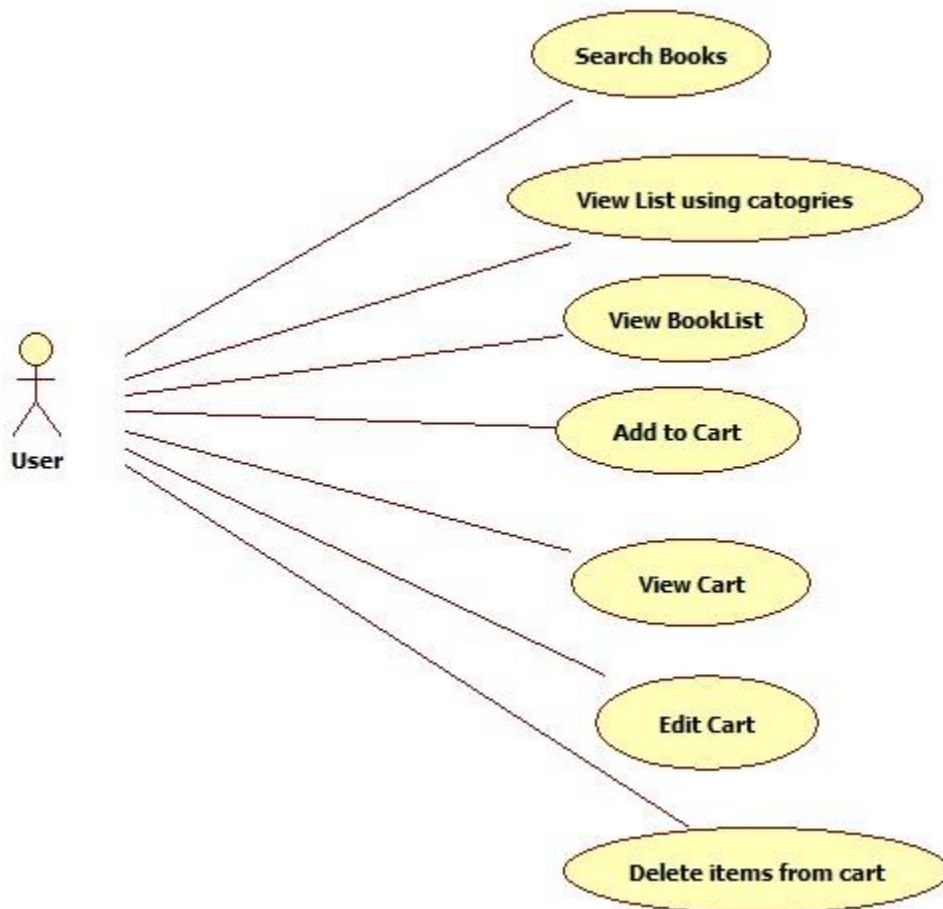 Search Books
View List using catogries
View BookList
Add to Cart
User
View Cart
Edit Cart
Delete items from cart